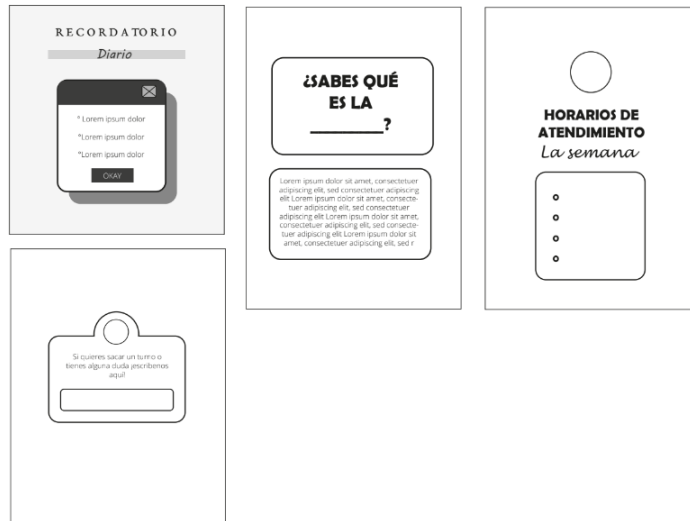 RECORDATORIO
Diario
* Lorem ipsum dolor
*Lorem ipsum dolor
*Lorem ipsum dolor
OKAY
¿SABES QUÉ
ES LA
________?
Lorem ipsum dolor sit amet, consectetuer
adipiscing elit, sed consectetuer adipiscing
elit Lorem ipsum dolor sit amet, consecte-
tuer adipiscing elit, sed consectetuer
adipiscing elit Lorem ipsum dolor sit amet,
consectetuer adipiscing elit, sed consecte-
tuer adipiscing elit Lorem ipsum dolor sit
amet, consectetuer adipiscing elit, sed r
HORARIOS DE
ATENDIMIENTO
La semana
Si quieres sacar un turno o
tienes alguna duda ¡escribenos
aquí!